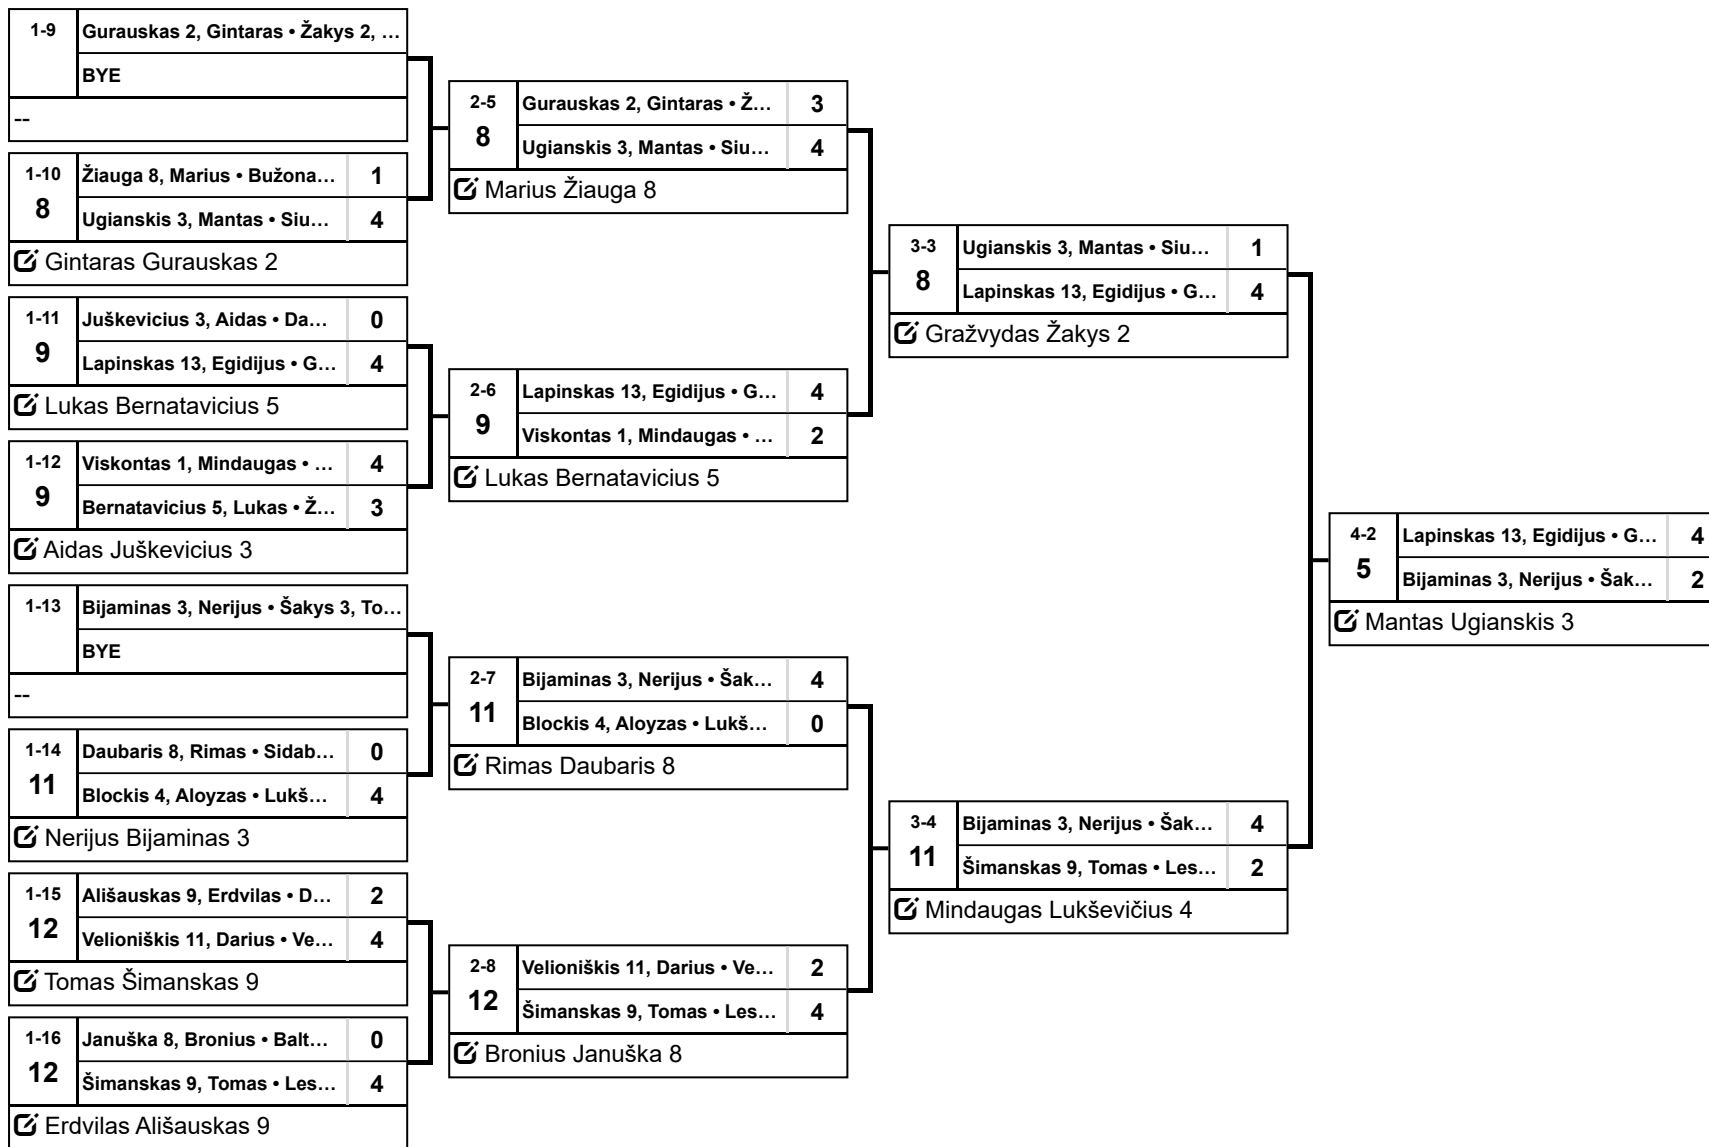 1-9 Gurauskas 2, Gintaras • Žakys 2, ...
BYE
--
1-10 Žiauga 8, Marius • Bužona... 1
8 Ugianskis 3, Mantas • Siu... 4
Gintaras Gurauskas 2
1-11 Juškevicius 3, Aidas • Da... 0
9 Lapinskas 13, Egidijus • G... 4
Lukas Bernatavicius 5
1-12 Viskontas 1, Mindaugas • ... 4
9 Bernatavicius 5, Lukas • Ž... 3
Aidas Juškevicius 3
1-13 Bijaminas 3, Nerijus • Šakys 3, To...
BYE
--
1-14 Daubaris 8, Rimas • Sidab... 0
11 Blockis 4, Aloyzas • Lukš... 4
Nerijus Bijaminas 3
1-15 Ališauskas 9, Erdvilas • D... 2
12 Velioniškis 11, Darius • Ve... 4
Tomas Šimanskas 9
1-16 Januška 8, Bronius • Balt... 0
12 Šimanskas 9, Tomas • Les... 4
Erdvilas Ališauskas 9
2-5 Gurauskas 2, Gintaras • Ž... 3
8 Ugianskis 3, Mantas • Siu... 4
Marius Žiauga 8
2-6 Lapinskas 13, Egidijus • G... 4
9 Viskontas 1, Mindaugas • ... 2
Lukas Bernatavicius 5
2-7 Bijaminas 3, Nerijus • Šak... 4
11 Blockis 4, Aloyzas • Lukš... 0
Rimas Daubaris 8
2-8 Velioniškis 11, Darius • Ve... 2
12 Šimanskas 9, Tomas • Les... 4
Bronius Januška 8
3-3 Ugianskis 3, Mantas • Siu... 1
8 Lapinskas 13, Egidijus • G... 4
Gražvydas Žakys 2
3-4 Bijaminas 3, Nerijus • Šak... 4
11 Šimanskas 9, Tomas • Les... 2
Mindaugas Lukševičius 4
4-2 Lapinskas 13, Egidijus • G... 4
5 Bijaminas 3, Nerijus • Šak... 2
Mantas Ugianskis 3